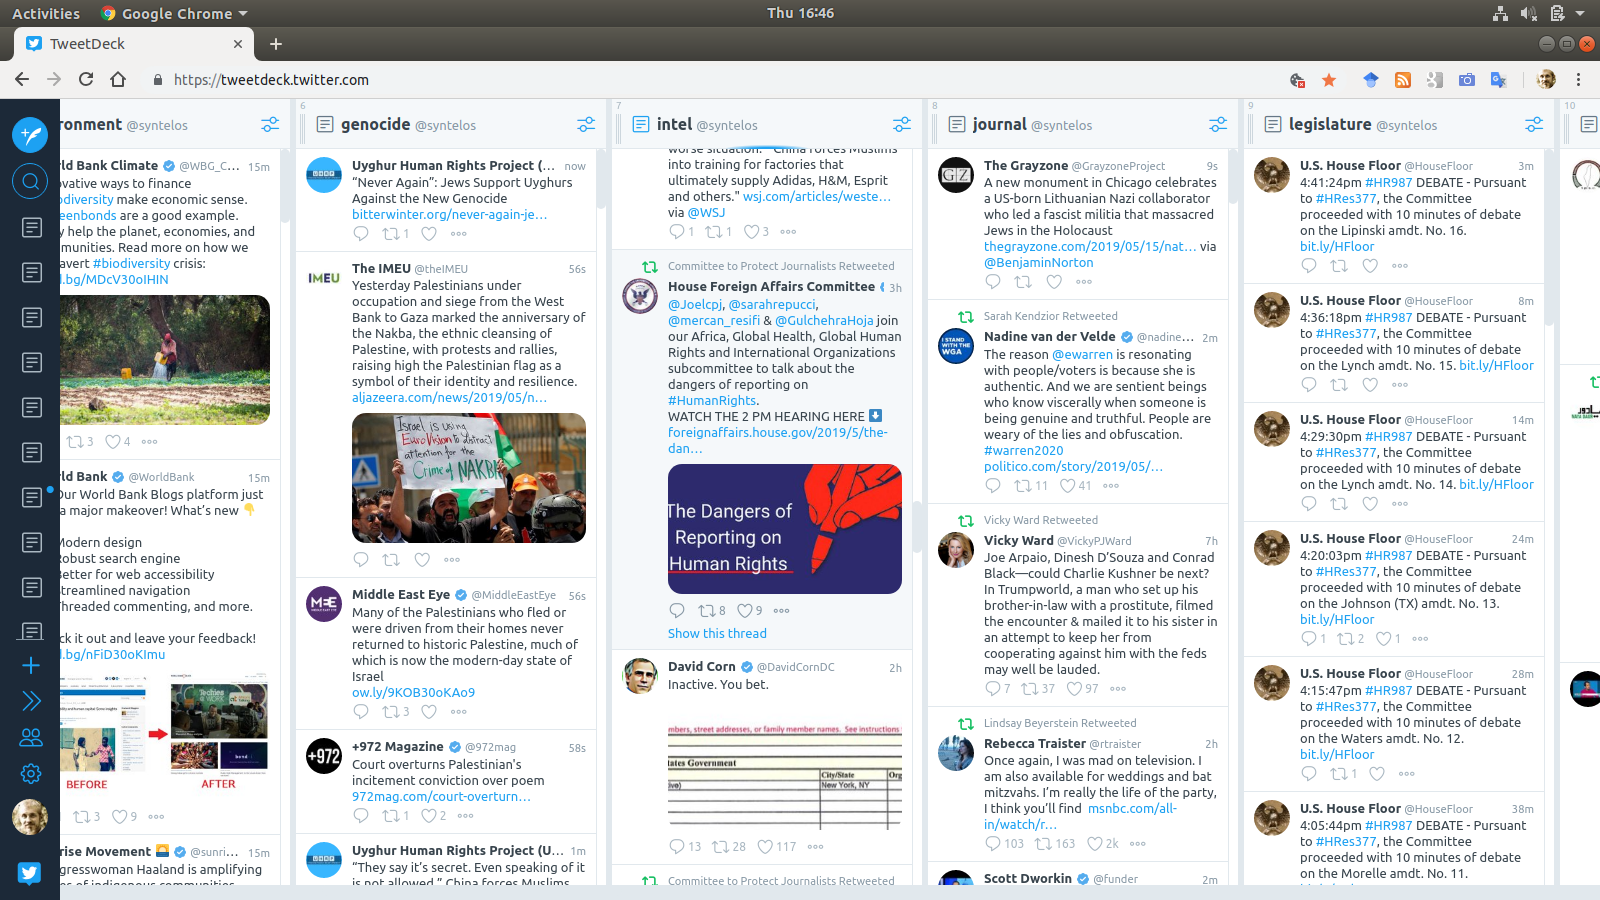 Activities
Google Chrome
Thu 16:46
TweetDeck
https://tweetdeck.twitter.com
ronment @syntelos
ld Bank Climate @WBG_C... 15m
ovative ways to finance
odiversity make economic sense.
eenbonds are a good example.
y help the planet, economies, and
munities. Read more on how we
avert #biodiversity crisis:
l.bg/MDcV30oIHIN
3 4
ld Bank @WorldBank 15m
Our World Bank Blogs platform just
a major makeover! What's new
Modern design
Robust search engine
Better for web accessibility
Streamlined navigation
Threaded commenting, and more.
ck it out and leave your feedback!
l.bg/nFiD30oKImu
BEFORE
AFTER
3 9
rise Movement @sunri... 15m
gresswoman Haaland is amplifying
es of indigenous communities
6
genocide @syntelos
Uyghur Human Rights Project (... now
“Never Again”: Jews Support Uyghurs
Against the New Genocide
bitterwinter.org/never-again-je...
1
IMEU
The IMEU @theIMEU 56s
Yesterday Palestinians under
occupation and siege from the West
Bank to Gaza marked the anniversary of
the Nakba, the ethnic cleansing of
Palestine, with protests and rallies,
raising high the Palestinian flag as a
symbol of their identity and resilience.
aljazeera.com/news/2019/05/n...
Israel is using
EuroVision to distract
attention for the
Crime of NAKBA
MEE
Middle East Eye @MiddleEastEye 56s
Many of the Palestinians who fled or
were driven from their homes never
returned to historic Palestine, much of
which is now the modern-day state of
Israel
ow.ly/9KOB30oKAo9
3
+972
+972 Magazine @972mag 58s
Court overturns Palestinian's
incitement conviction over poem
972mag.com/court-overturn...
1 2
Uyghur Human Rights Project (U... 1m
“They say it's secret. Even speaking of it
is not allowed.” China forces Muslims
7
intel @syntelos
worse situation." "China forces Muslims
into training for factories that
ultimately supply Adidas, H&M, Esprit
and others." wsj.com/articles/weste...
via @WSJ
1 1 3
Committee to Protect Journalists Retweeted
House Foreign Affairs Committee 3h
@Joelcpj, @sarahrepucci,
@mercan_resifi & @GulchehraHoja join
our Africa, Global Health, Global Human
Rights and International Organizations
subcommittee to talk about the
dangers of reporting on
#HumanRights.
WATCH THE 2 PM HEARING HERE
foreignaffairs.house.gov/2019/5/the-
dan...
The Dangers of
Reporting on
Human Rights
8 9
Show this thread
David Corn @DavidCornDC 2h
Inactive. You bet.
mbers, street addresses, or family member names. See instructions
tates Government
City/State
Org
ive)
New York, NY
13 28 117
Committee to Protect Journalists Retweeted
8
journal @syntelos
GZ
The Grayzone @GrayzoneProject 9s
A new monument in Chicago celebrates
a US-born Lithuanian Nazi collaborator
who led a fascist militia that massacred
Jews in the Holocaust
thegrayzone.com/2019/05/15/nat... via
@BenjaminNorton
Sarah Kendzior Retweeted
I STAND
WITH THE
WGA
Nadine van der Velde @nadine... 2m
The reason @ewarren is resonating
with people/voters is because she is
authentic. And we are sentient beings
who know viscerally when someone is
being genuine and truthful. People are
weary of the lies and obfuscation.
#warren2020
politico.com/story/2019/05/...
11 41
Vicky Ward Retweeted
Vicky Ward @VickyPJWard 7h
Joe Arpaio, Dinesh D'Souza and Conrad
Black—could Charlie Kushner be next?
In Trumpworld, a man who set up his
brother-in-law with a prostitute, filmed
the encounter & mailed it to his sister in
an attempt to keep her from
cooperating against him with the feds
may well be lauded.
7 37 97
Lindsay Beyerstein Retweeted
Rebecca Traister @rtraister 2h
Once again, I was mad on television. I
am also available for weddings and bat
mitzvahs. I'm really the life of the party,
I think you'll find msnbc.com/all-
in/watch/r...
103 163 2k
Scott Dworkin @funder 2m
9
legislature @syntelos
U.S. House Floor @HouseFloor 3m
4:41:24pm #HR987 DEBATE - Pursuant
to #HRes377, the Committee
proceeded with 10 minutes of debate
on the Lipinski amdt. No. 16.
bit.ly/HFloor
U.S. House Floor @HouseFloor 8m
4:36:18pm #HR987 DEBATE - Pursuant
to #HRes377, the Committee
proceeded with 10 minutes of debate
on the Lynch amdt. No. 15. bit.ly/HFloor
U.S. House Floor @HouseFloor 14m
4:29:30pm #HR987 DEBATE - Pursuant
to #HRes377, the Committee
proceeded with 10 minutes of debate
on the Lynch amdt. No. 14. bit.ly/HFloor
U.S. House Floor @HouseFloor 24m
4:20:03pm #HR987 DEBATE - Pursuant
to #HRes377, the Committee
proceeded with 10 minutes of debate
on the Johnson (TX) amdt. No. 13.
bit.ly/HFloor
1 2 1
U.S. House Floor @HouseFloor 28m
4:15:47pm #HR987 DEBATE - Pursuant
to #HRes377, the Committee
proceeded with 10 minutes of debate
on the Waters amdt. No. 12.
bit.ly/HFloor
1
U.S. House Floor @HouseFloor 38m
4:05:44pm #HR987 DEBATE - Pursuant
to #HRes377, the Committee
proceeded with 10 minutes of debate
on the Morelle amdt. No. 11.
10